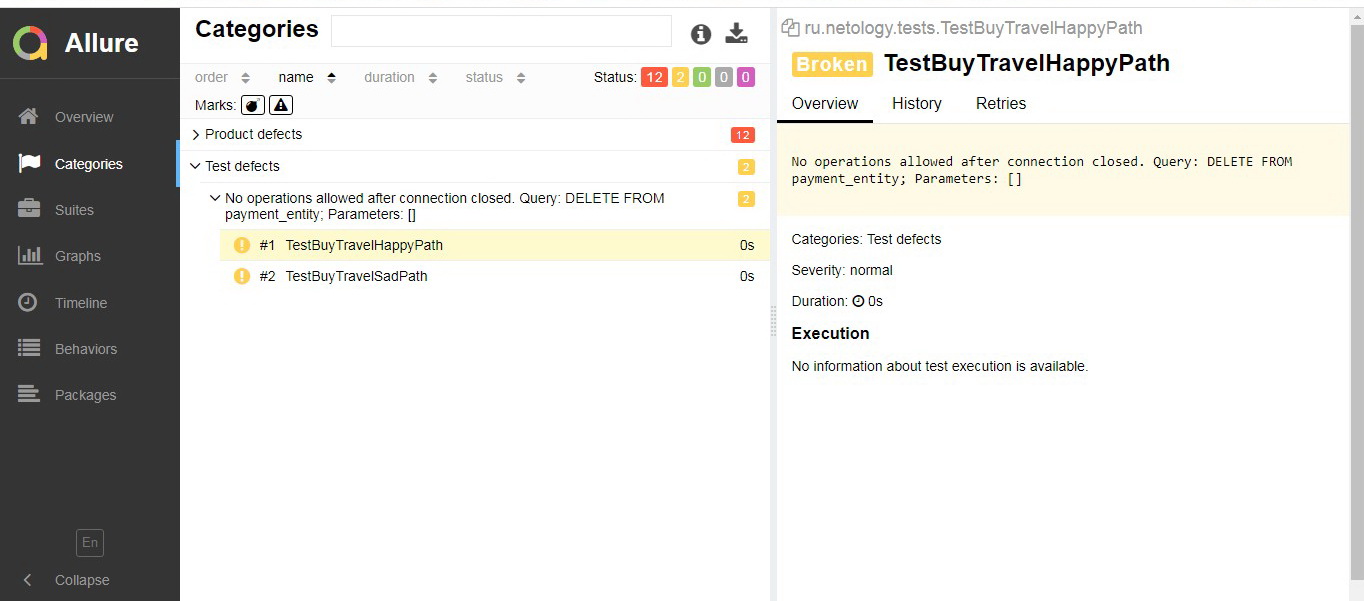 Allure
Overview
Categories
Suites
Graphs
Timeline
Behaviors
Packages
En
Collapse
Categories
order name duration status Status: 12 2 0 0 0
Marks:
Product defects 12
Test defects 2
No operations allowed after connection closed. Query: DELETE FROM 2
payment_entity; Parameters: []
#1 TestBuyTravelHappyPath 0s
#2 TestBuyTravelSadPath 0s
ru.netology.tests.TestBuyTravelHappyPath
Broken TestBuyTravelHappyPath
Overview History Retries
No operations allowed after connection closed. Query: DELETE FROM
payment_entity; Parameters: []
Categories: Test defects
Severity: normal
Duration: 0s
Execution
No information about test execution is available.